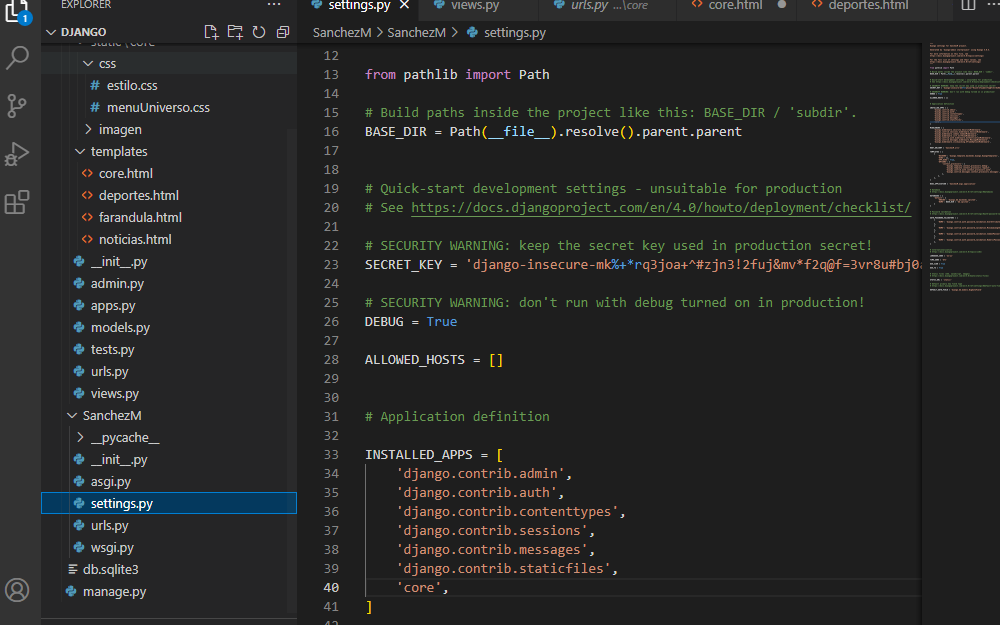 EXPLORER
DJANGO
static\core
css
estilo.css
menuUniverso.css
imagen
templates
core.html
deportes.html
farandula.html
noticias.html
__init__.py
admin.py
apps.py
models.py
tests.py
urls.py
views.py
SanchezM
__pycache__
__init__.py
asgi.py
settings.py
urls.py
wsgi.py
db.sqlite3
manage.py
1
settings.py
views.py
urls.py ...\core
core.html
deportes.html
SanchezM > SanchezM > settings.py
12
13 from pathlib import Path
14
15 # Build paths inside the project like this: BASE_DIR / 'subdir'.
16 BASE_DIR = Path(__file__).resolve().parent.parent
17
18
19 # Quick-start development settings - unsuitable for production
20 # See https://docs.djangoproject.com/en/4.0/howto/deployment/checklist/
21
22 # SECURITY WARNING: keep the secret key used in production secret!
23 SECRET_KEY = 'django-insecure-mk%+*rq3joa+^#zjn3!2fuj&mv*f2q@f=3vr8u#bj0
24
25 # SECURITY WARNING: don't run with debug turned on in production!
26 DEBUG = True
27
28 ALLOWED_HOSTS = []
29
30
31 # Application definition
32
33 INSTALLED_APPS = [
34 'django.contrib.admin',
35 'django.contrib.auth',
36 'django.contrib.contenttypes',
37 'django.contrib.sessions',
38 'django.contrib.messages',
39 'django.contrib.staticfiles',
40 'core',
41 ]